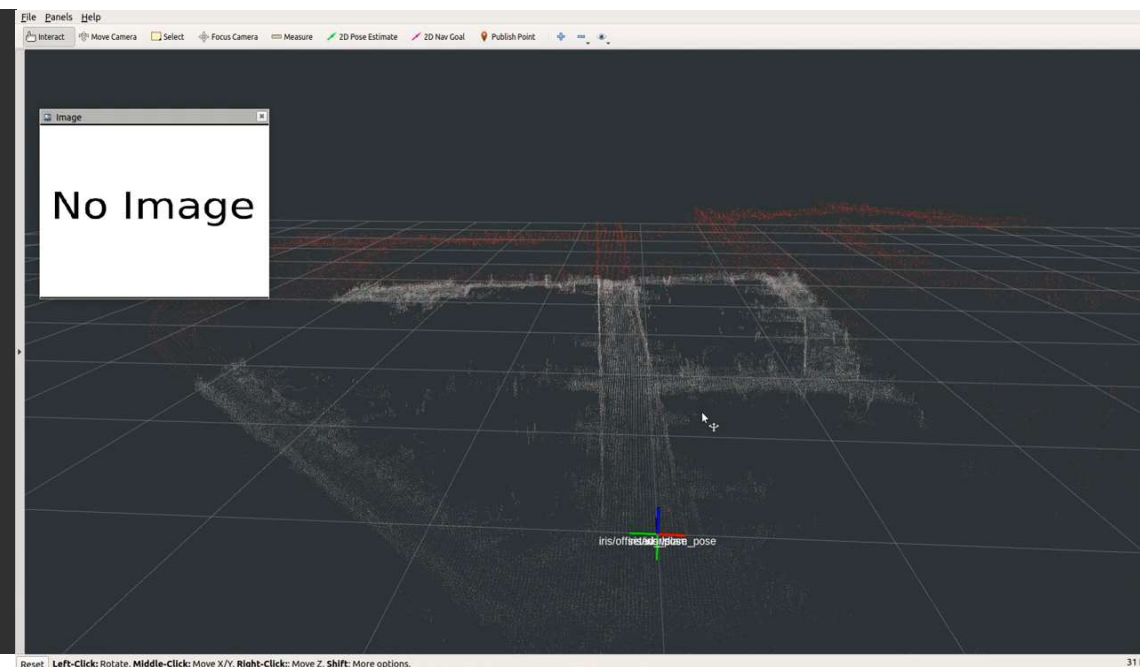 File Panels Help
Interact Move Camera Select Focus Camera Measure 2D Pose Estimate 2D Nav Goal Publish Point
Image
No Image
Reset Left-Click: Rotate. Middle-Click: Move X/Y. Right-Click:: Move Z. Shift: More options.
31